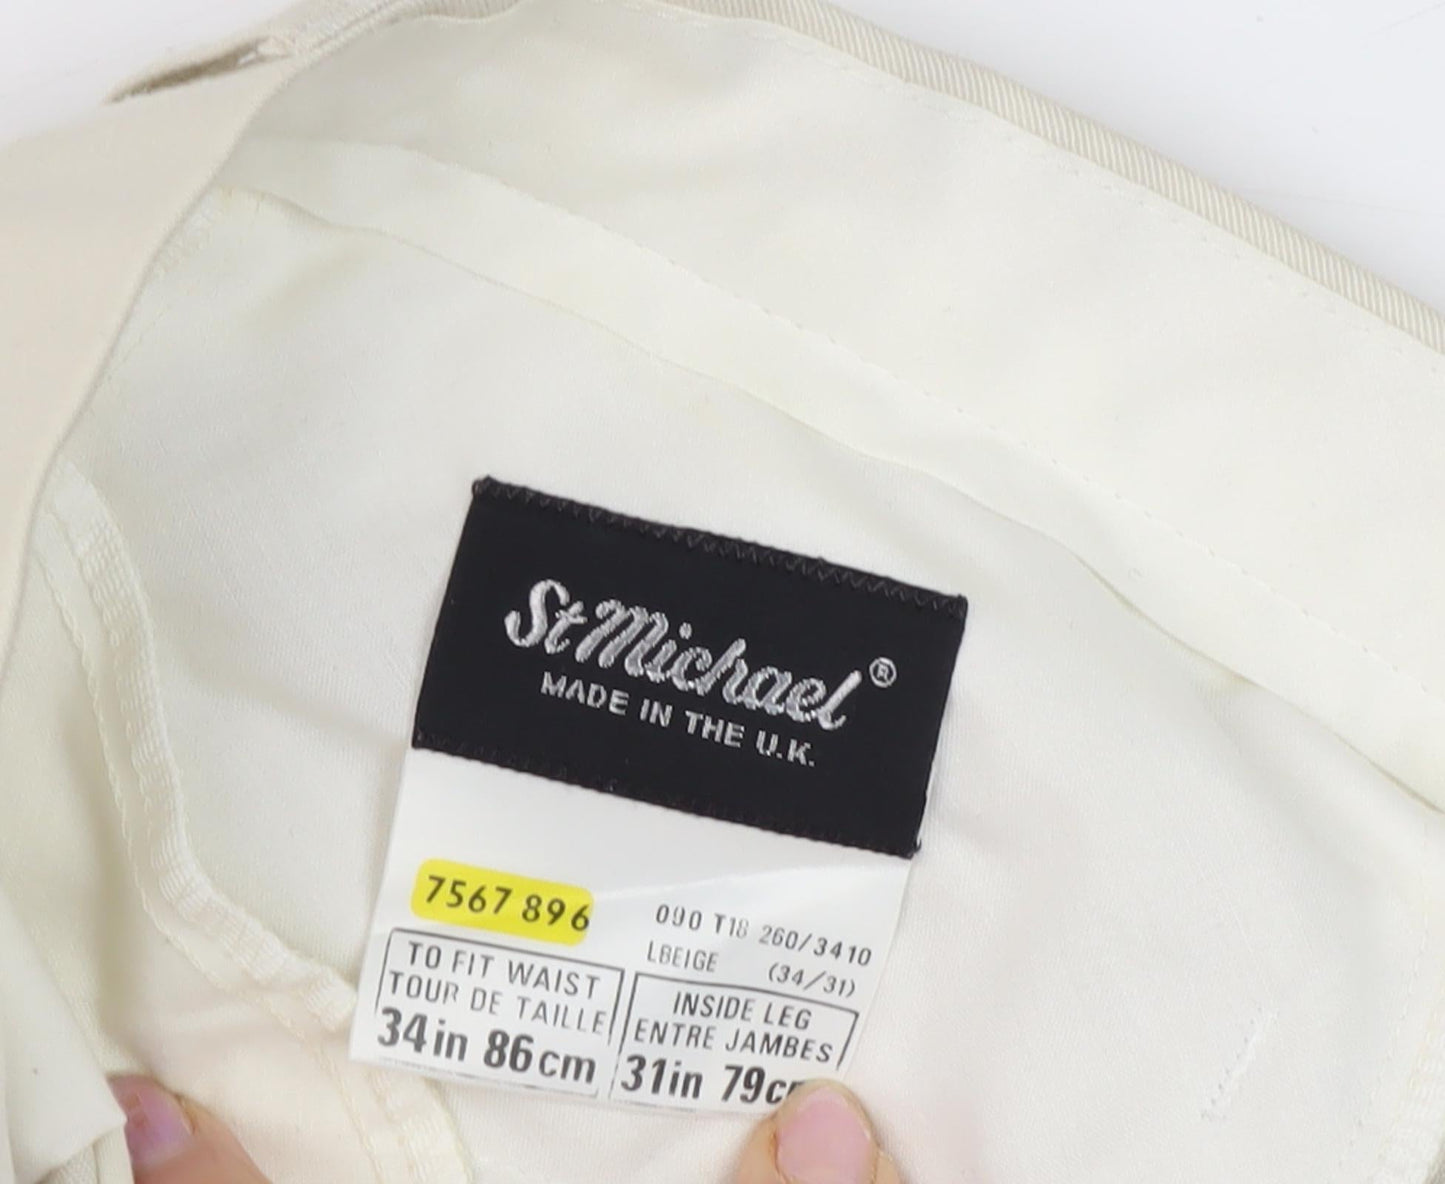 St Michael®
MADE IN THE U.K.
7567 896
090 T18 260/3410
LBEIGE (34/31)
TO FIT WAIST
TOUR DE TAILLE
34in 86cm
INSIDE LEG
ENTRE JAMBES
31in 79cm